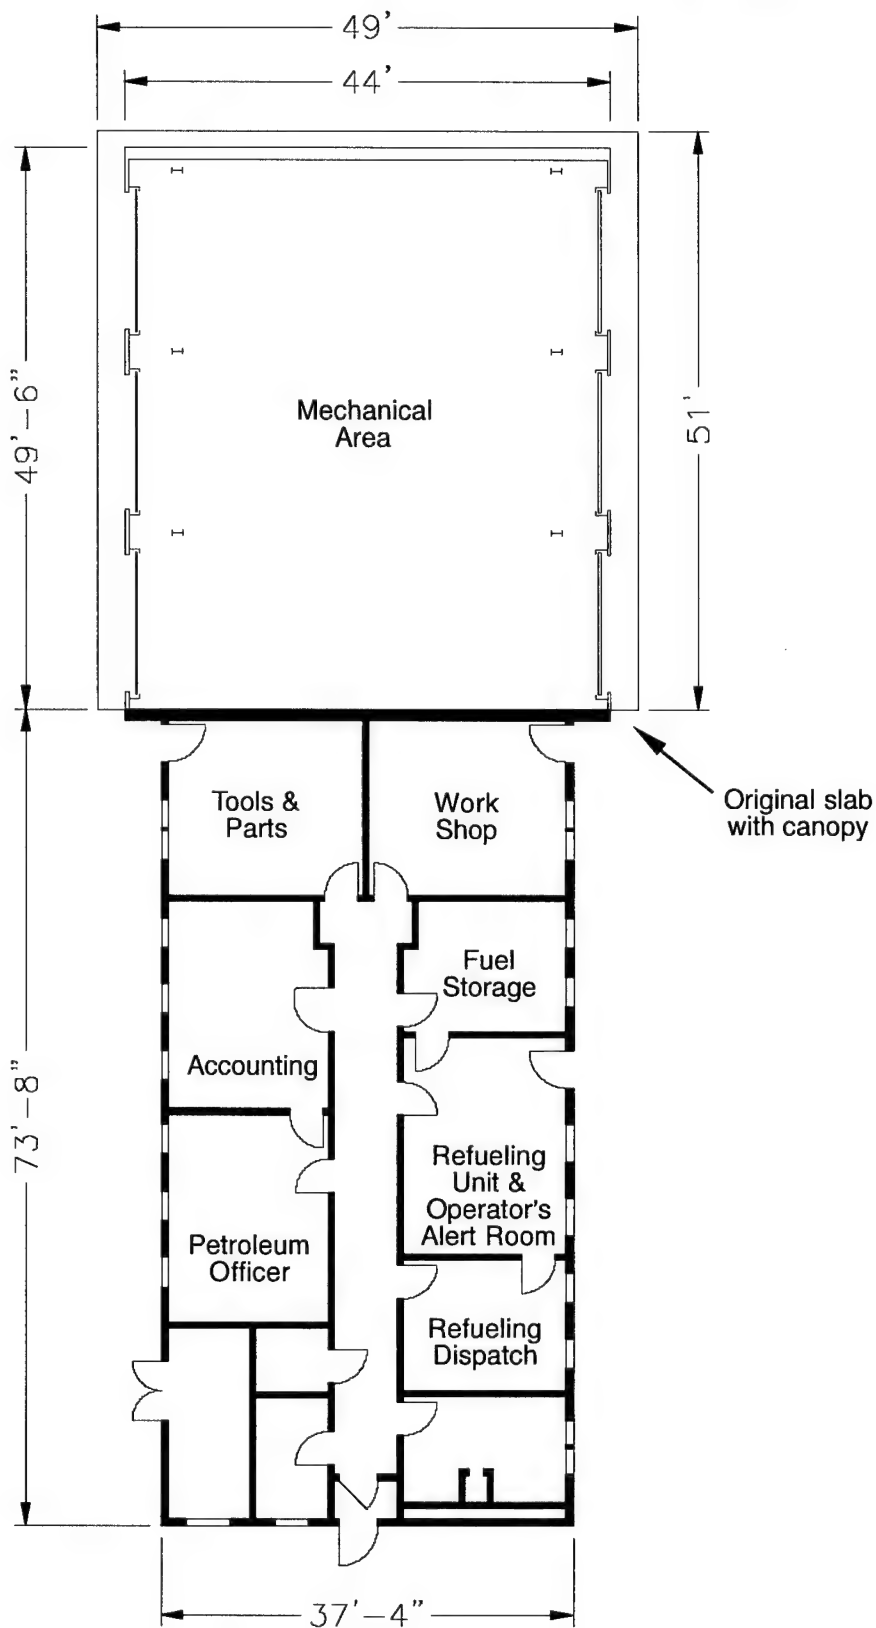 49'
44'
49'-6"
51'
Mechanical
Area
Original slab
with canopy
Tools &
Parts
Work
Shop
Fuel
Storage
Accounting
73'-8"
Refueling
Unit &
Operator's
Alert Room
Petroleum
Officer
Refueling
Dispatch
37'-4"